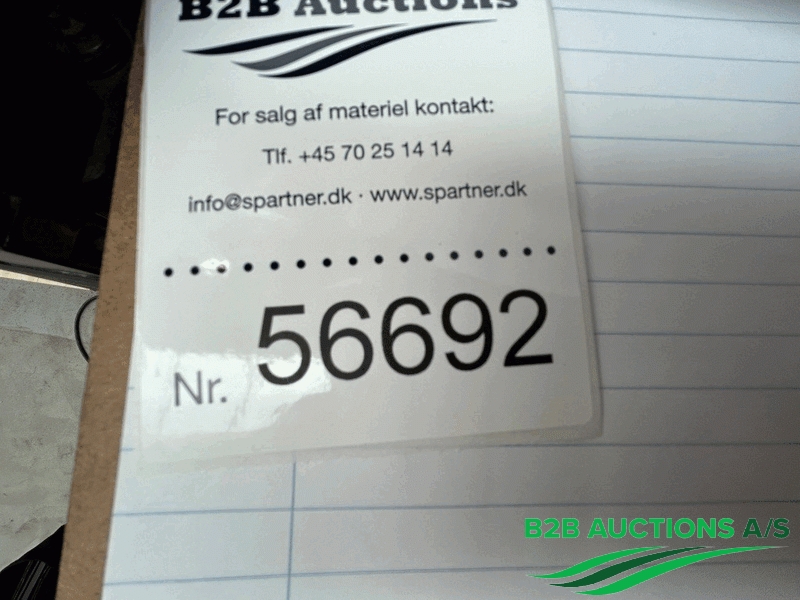 B2B Auctions
For salg af materiel kontakt:
Tlf. +45 70 25 14 14
info@spartner.dk · www.spartner.dk
Nr. 56692
B2B AUCTIONS A/S